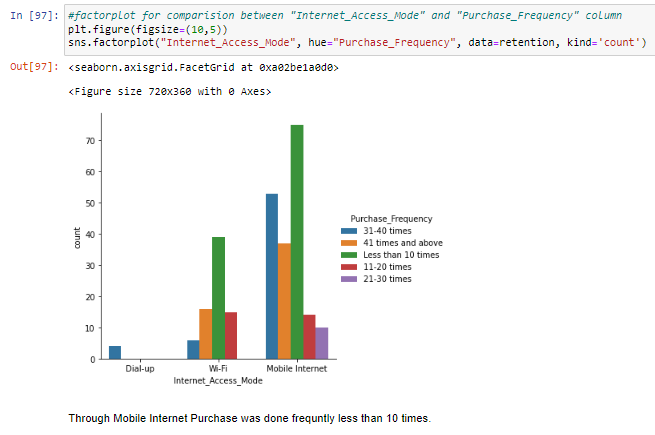 In [97]: #factorplot for comparision between "Internet_Access_Mode" and "Purchase_Frequency" column
plt.figure(figsize=(10,5))
sns.factorplot("Internet_Access_Mode", hue="Purchase_Frequency", data=retention, kind='count')
Out[97]: <seaborn.axisgrid.FacetGrid at 0xa02be1a0d0>
<Figure size 720x360 with 0 Axes>
70
60
50
40
30
20
10
0
count
Dial-up Wi-Fi Mobile Internet
Internet_Access_Mode
Purchase_Frequency
31-40 times
41 times and above
Less than 10 times
11-20 times
21-30 times
Through Mobile Internet Purchase was done frequntly less than 10 times.